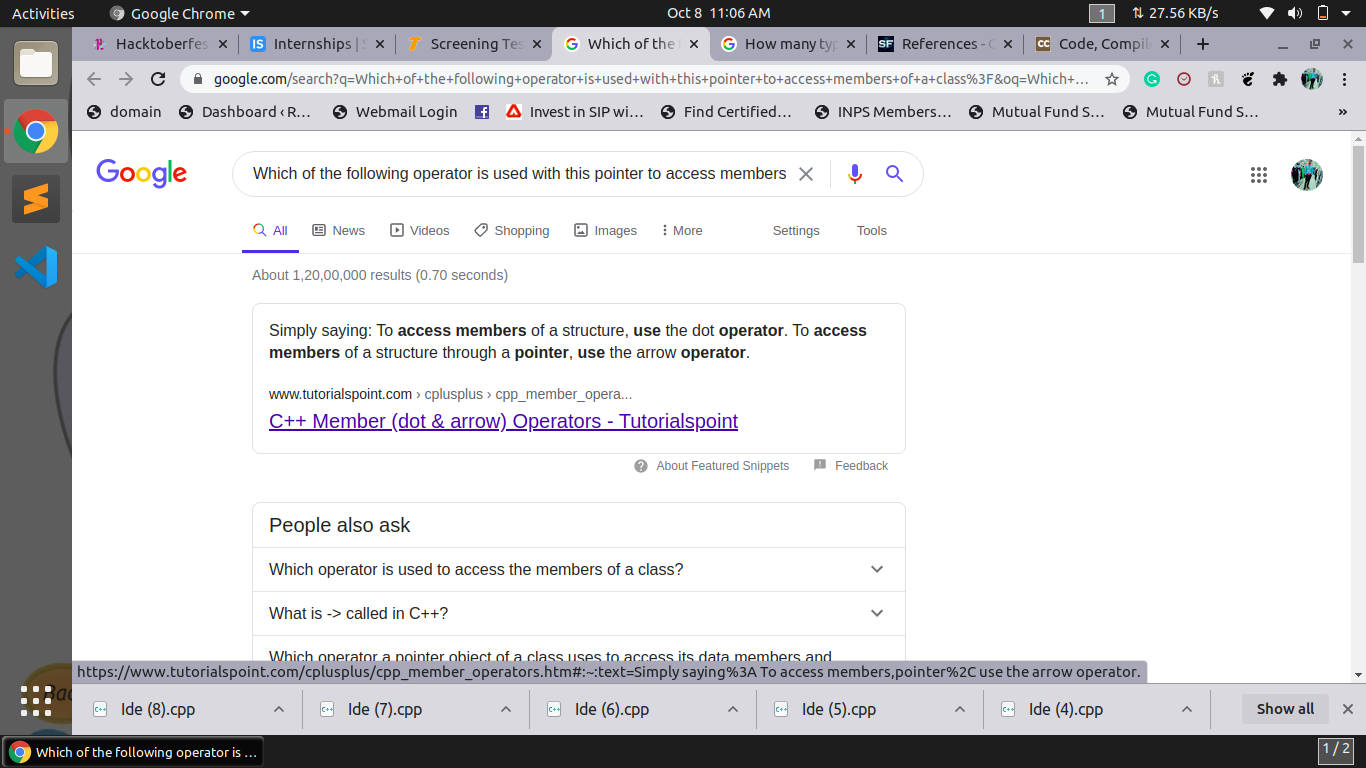 Activities
Google Chrome
Oct 8 11:06 AM
1
27.56 KB/s
Hacktoberfes
Internships | S
Screening Tes
Which of the
How many typ
References - C
Code, Compil
google.com/search?q=Which+of+the+following+operator+is+used+with+this+pointer+to+access+members+of+a+class%3F&oq=Which+...
domain
Dashboard ‹ R...
Webmail Login
Invest in SIP wi...
Find Certified...
INPS Members...
Mutual Fund S...
Mutual Fund S...
»
Google
Which of the following operator is used with this pointer to access members
All
News
Videos
Shopping
Images
More
Settings
Tools
About 1,20,00,000 results (0.70 seconds)
Simply saying: To access members of a structure, use the dot operator. To access
members of a structure through a pointer, use the arrow operator.
www.tutorialspoint.com › cplusplus › cpp_member_opera...
C++ Member (dot & arrow) Operators - Tutorialspoint
About Featured Snippets
Feedback
People also ask
Which operator is used to access the members of a class?
What is -> called in C++?
Which operator a pointer object of a class uses to access its data members and
https://www.tutorialspoint.com/cplusplus/cpp_member_operators.htm#:~:text=Simply saying%3A To access members,pointer%2C use the arrow operator.
Ide (8).cpp
Ide (7).cpp
Ide (6).cpp
Ide (5).cpp
Ide (4).cpp
Show all
Which of the following operator is ...
1 / 2